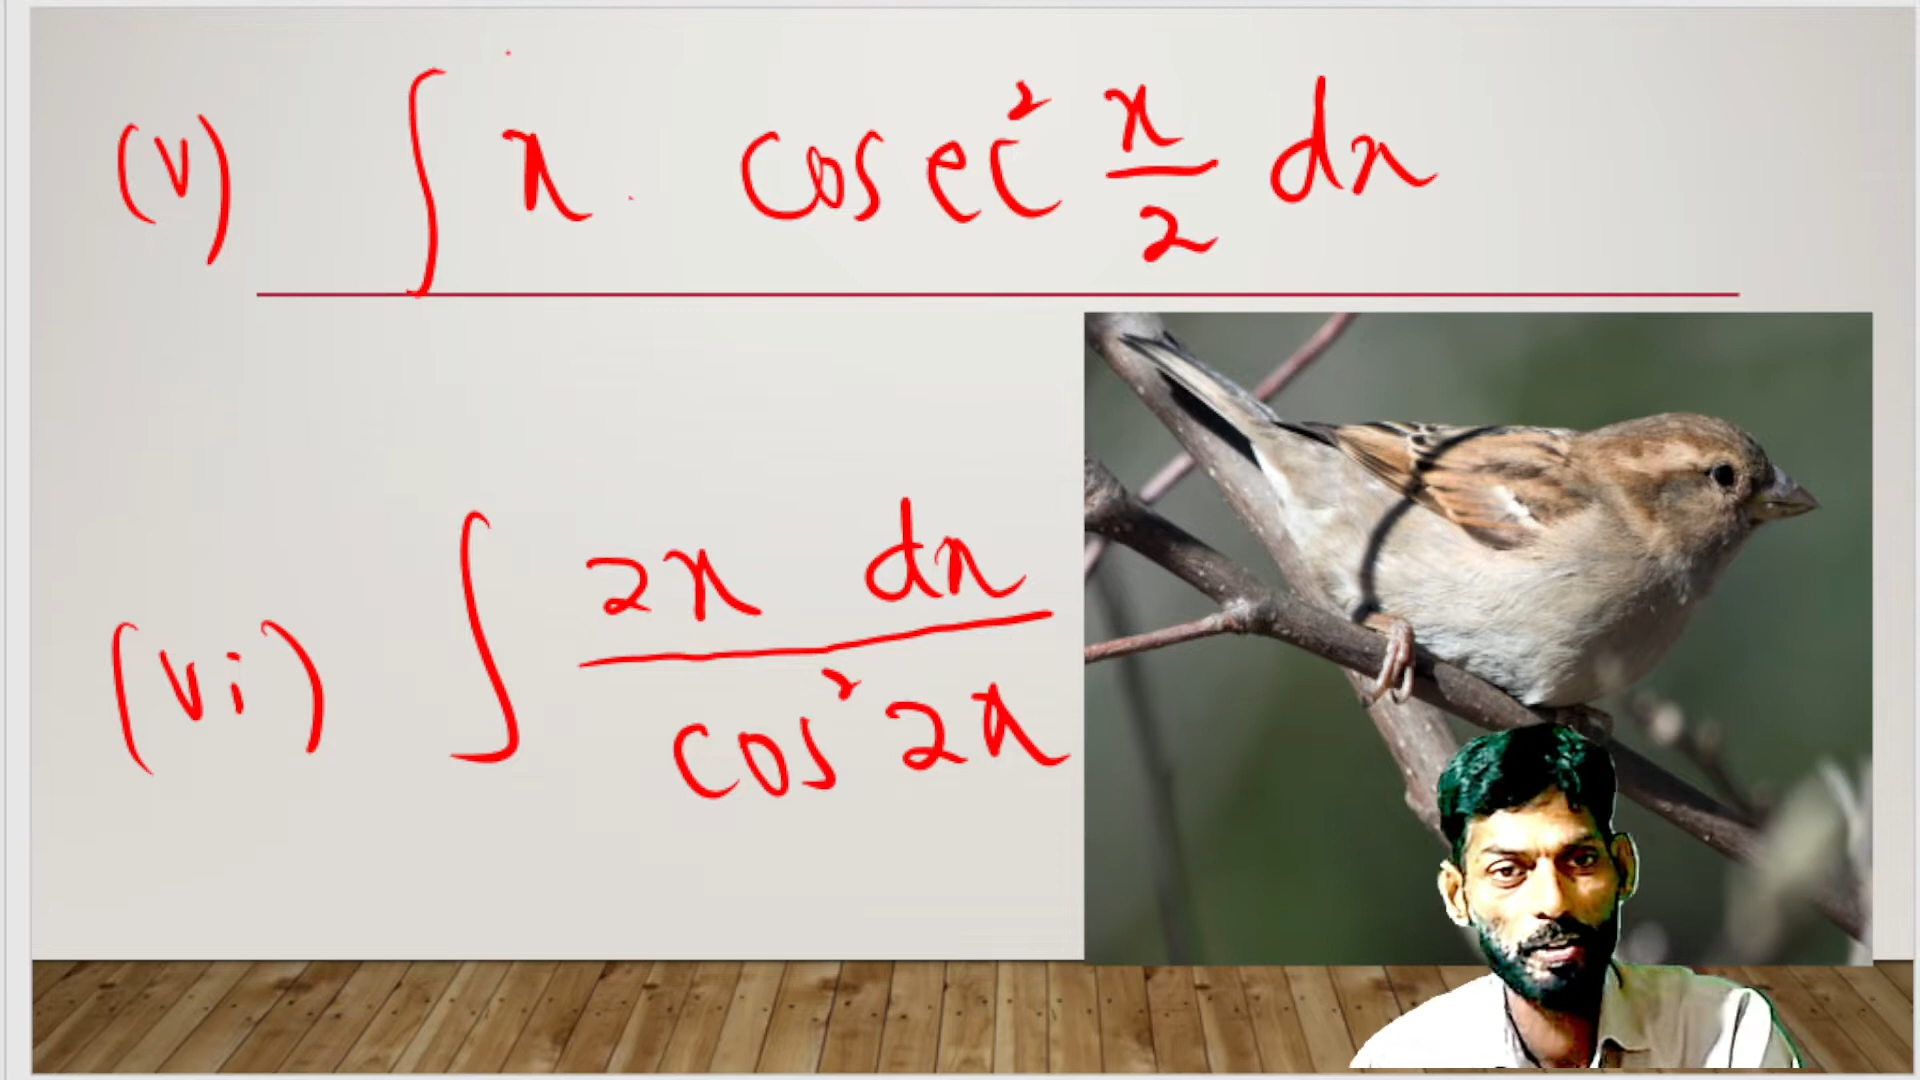 (v) ∫ x . cosec² x/2 dx
(vi) ∫ 2x dx / cos² 2x